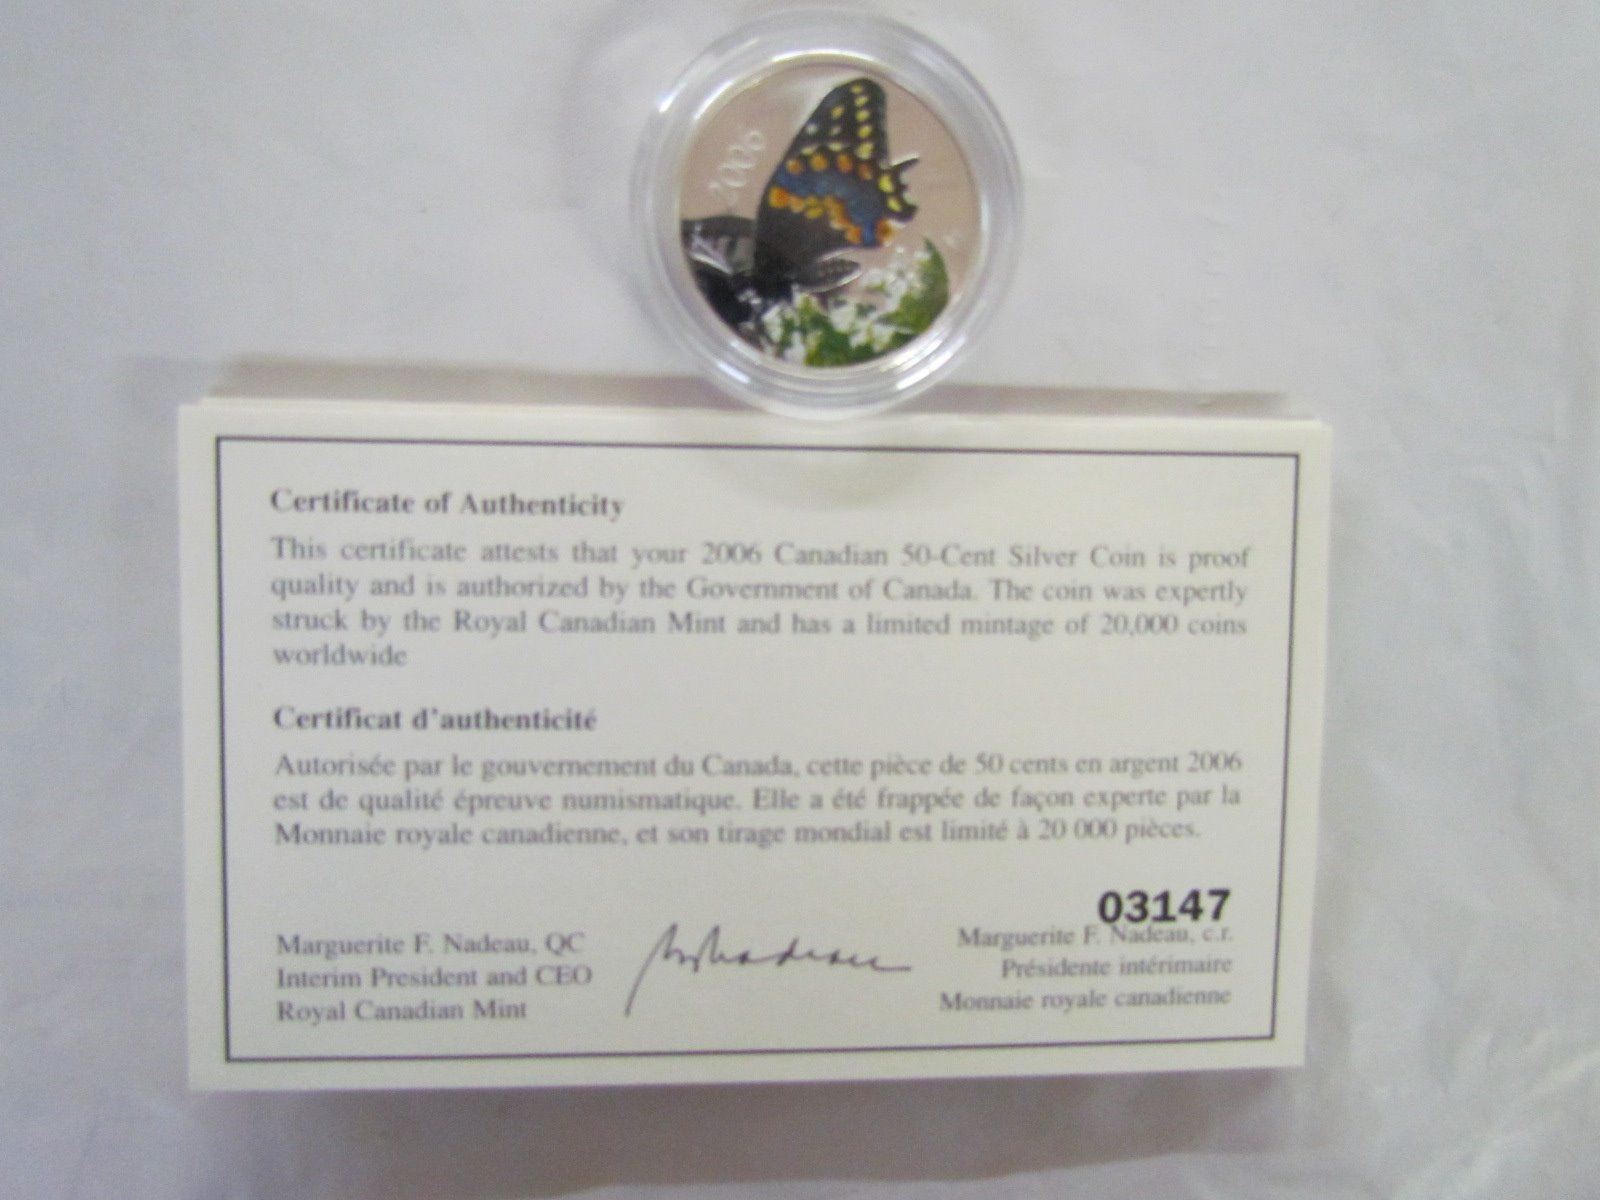 2006
Certificate of Authenticity
This certificate attests that your 2006 Canadian 50-Cent Silver Coin is proof
quality and is authorized by the Government of Canada. The coin was expertly
struck by the Royal Canadian Mint and has a limited mintage of 20,000 coins
worldwide
Certificat d'authenticité
Autorisée par le gouvernement du Canada, cette pièce de 50 cents en argent 2006
est de qualité épreuve numismatique. Elle a été frappée de façon experte par la
Monnaie royale canadienne, et son tirage mondial est limité à 20 000 pièces.
03147
Marguerite F. Nadeau, QC
Interim President and CEO
Royal Canadian Mint
Marguerite F. Nadeau, c.r.
Présidente intérimaire
Monnaie royale canadienne